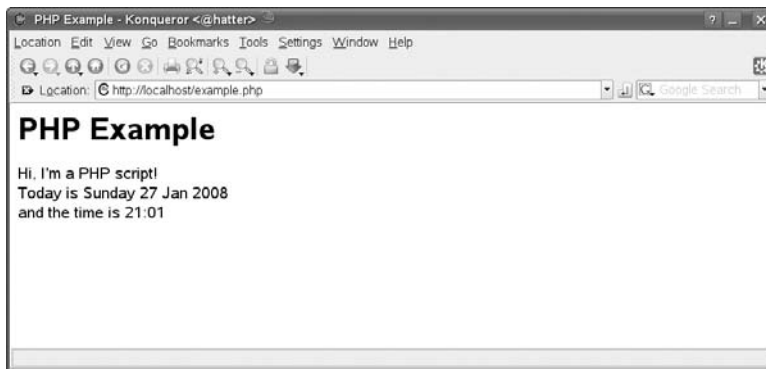 PHP Example - Konqueror <@hatter>
Location Edit View Go Bookmarks Tools Settings Window Help
Location: http://localhost/example.php Google Search
PHP Example
Hi, I'm a PHP script!
Today is Sunday 27 Jan 2008
and the time is 21:01